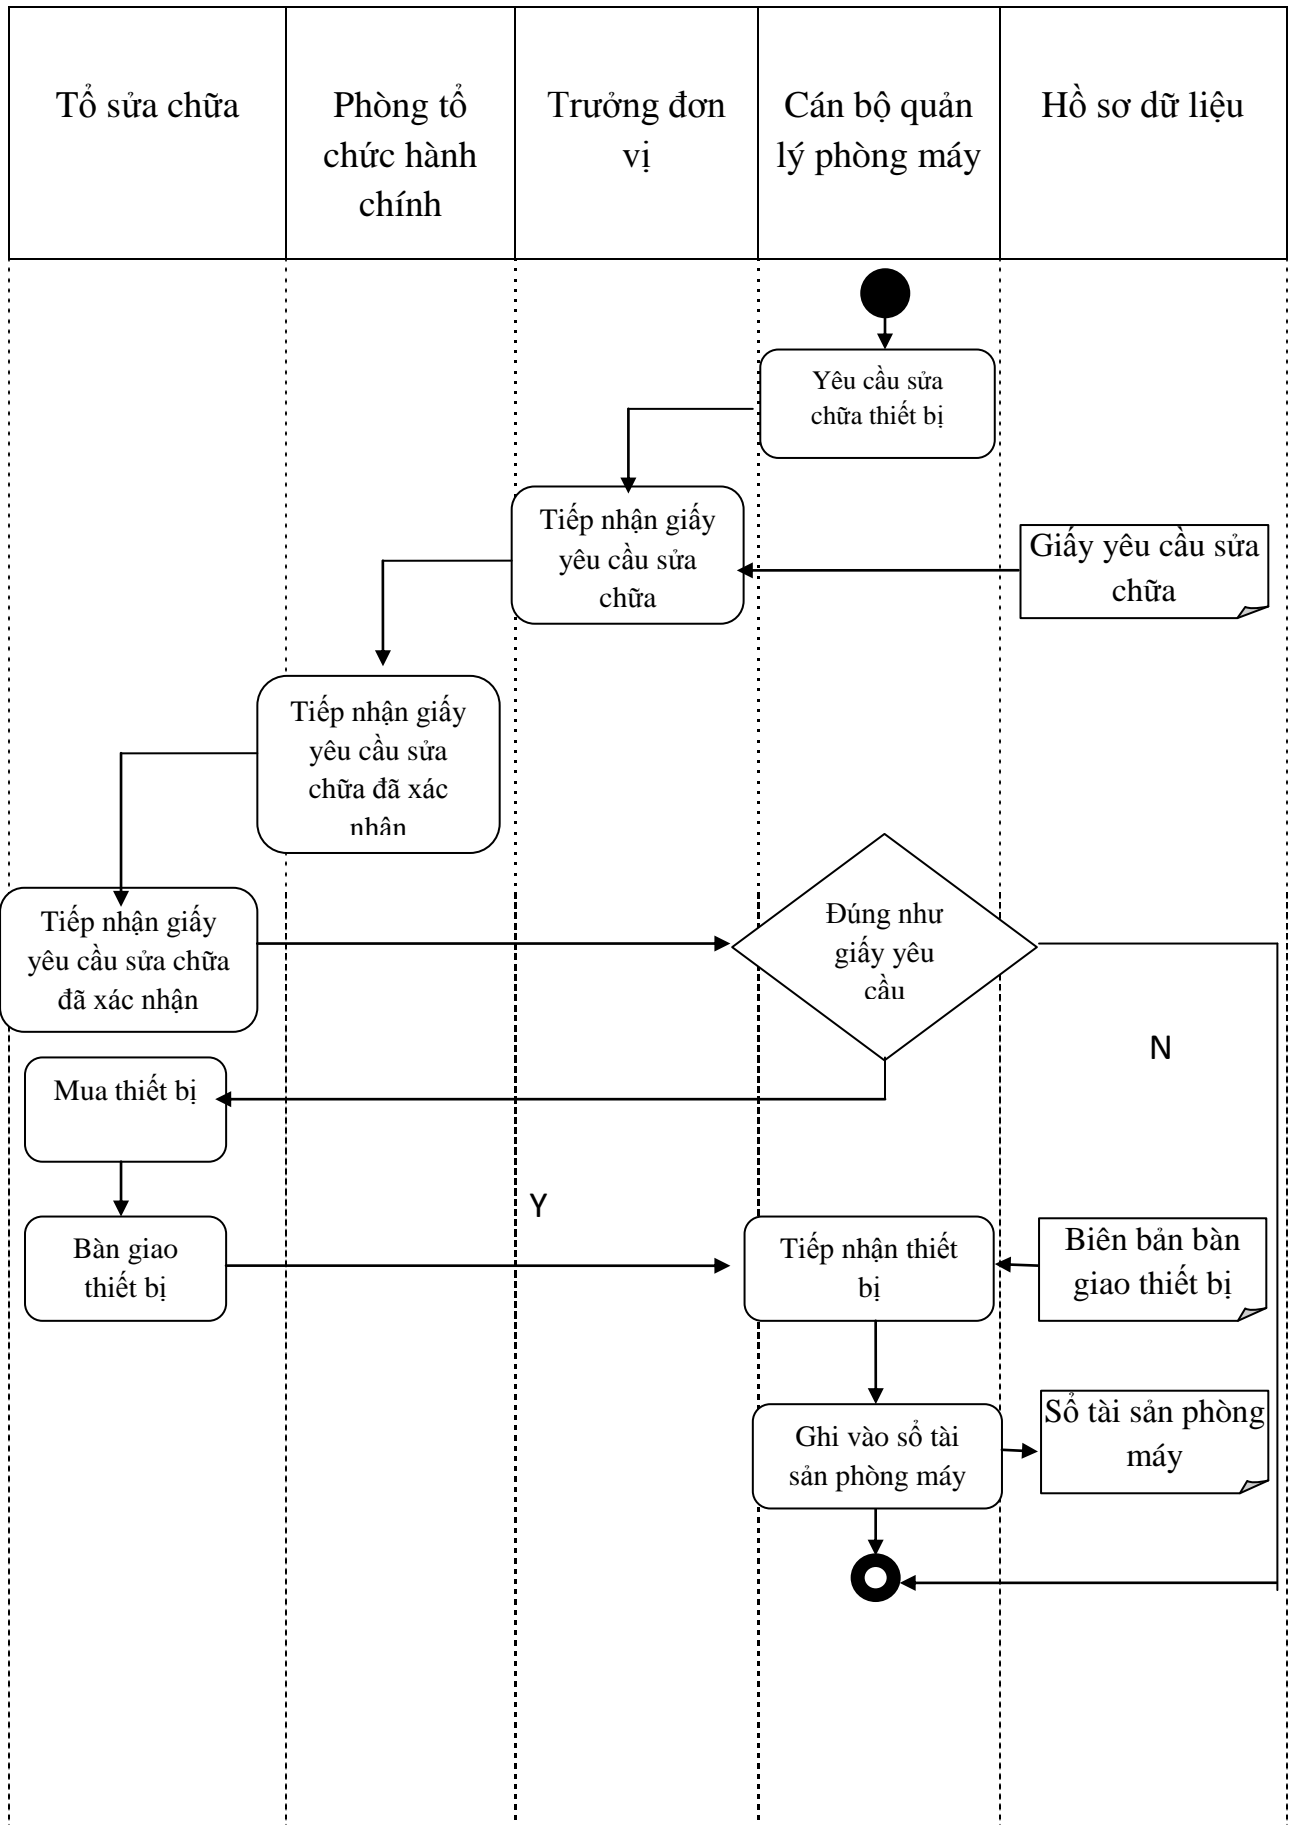 Tổ sửa chữa
Phòng tổ
chức hành
chính
Trưởng đơn
vị
Cán bộ quản
lý phòng máy
Hồ sơ dữ liệu
Yêu cầu sửa
chữa thiết bị
Tiếp nhận giấy
yêu cầu sửa
chữa
Giấy yêu cầu sửa
chữa
Tiếp nhận giấy
yêu cầu sửa
chữa đã xác
nhận
Tiếp nhận giấy
yêu cầu sửa chữa
đã xác nhận
Đúng như
giấy yêu
cầu
N
Mua thiết bị
Y
Bàn giao
thiết bị
Tiếp nhận thiết
bị
Biên bản bàn
giao thiết bị
Ghi vào sổ tài
sản phòng máy
Sổ tài sản phòng
máy